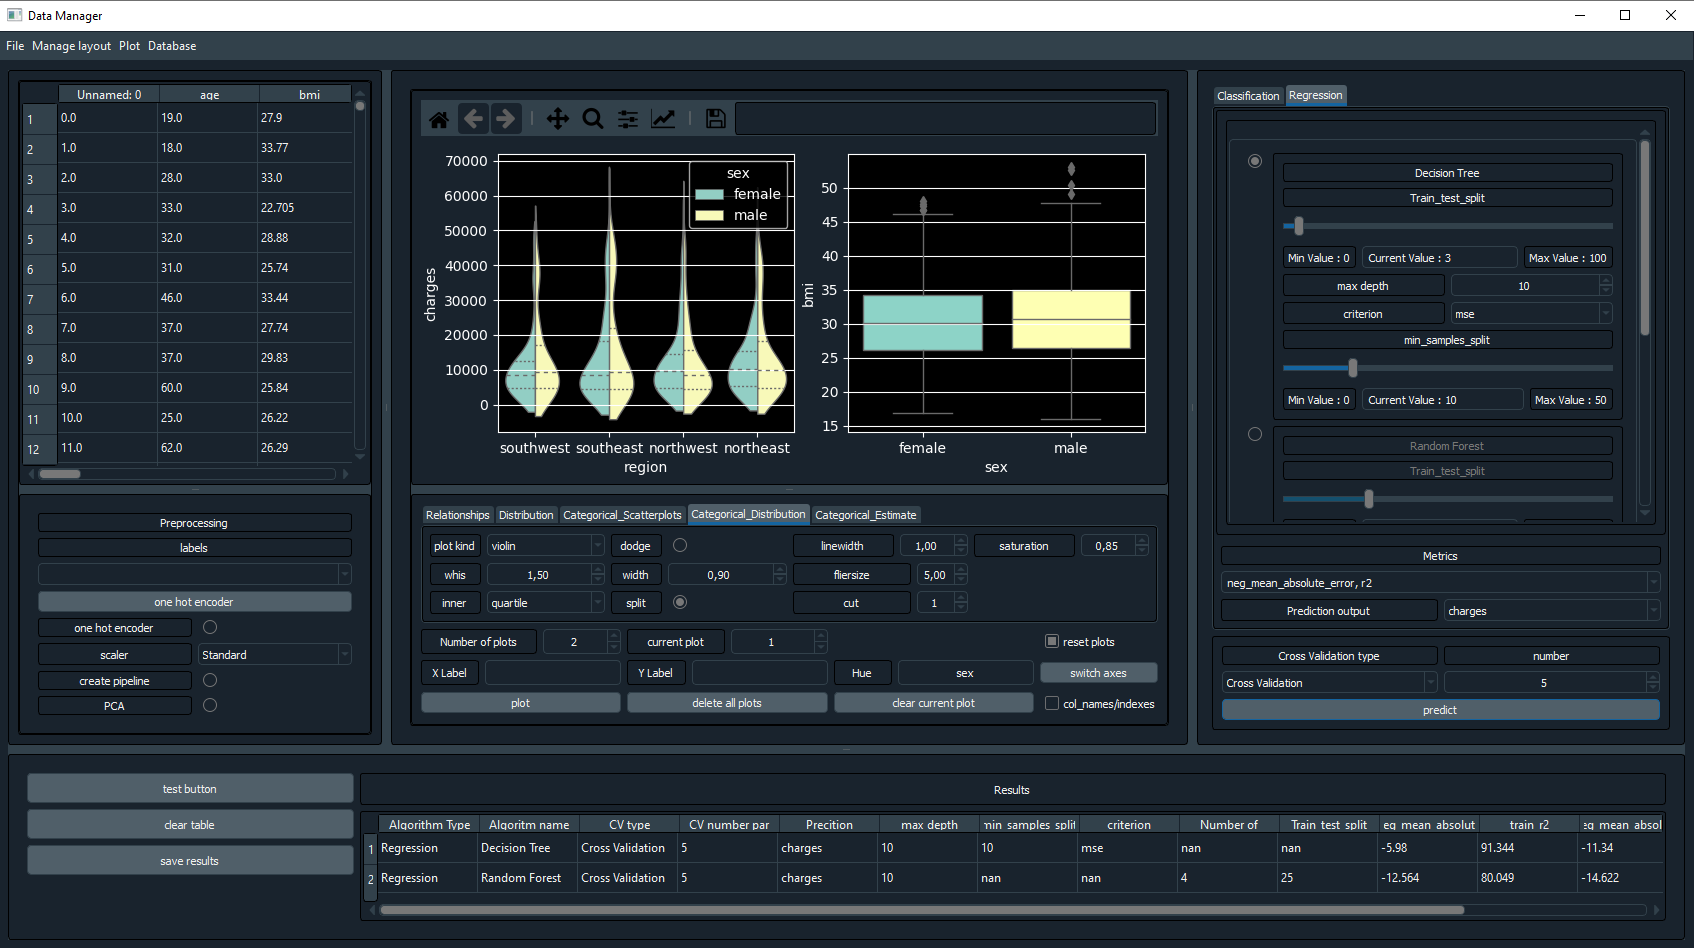 Data Manager
File Manage layout Plot Database
Unnamed: 0 age bmi
1 0.0 19.0 27.9
2 1.0 18.0 33.77
3 2.0 28.0 33.0
4 3.0 33.0 22.705
5 4.0 32.0 28.88
6 5.0 31.0 25.74
7 6.0 46.0 33.44
8 7.0 37.0 27.74
9 8.0 37.0 29.83
10 9.0 60.0 25.84
11 10.0 25.0 26.22
12 11.0 62.0 26.29
Preprocessing
labels
one hot encoder
one hot encoder
scaler Standard
create pipeline
PCA
70000
60000
50000
40000
30000
20000
10000
0
charges
sex
female
male
southwest southeast northwest northeast
region
50
45
40
35
30
25
20
15
bmi
female male
sex
Relationships Distribution Categorical_Scatterplots Categorical_Distribution Categorical_Estimate
plot kind violin dodge linewidth 1,00 saturation 0,85
whis 1,50 width 0,90 fliersize 5,00
inner quartile split cut 1
Number of plots 2 current plot 1 reset plots
X Label Y Label Hue sex switch axes
plot delete all plots clear current plot col_names/indexes
Classification Regression
Decision Tree
Train_test_split
Min Value : 0 Current Value : 3 Max Value : 100
max depth 10
criterion mse
min_samples_split
Min Value : 0 Current Value : 10 Max Value : 50
Random Forest
Train_test_split
Metrics
neg_mean_absolute_error, r2
Prediction output charges
Cross Validation type number
Cross Validation 5
predict
test button
clear table
save results
Results
Algorithm Type Algoritm name CV type CV number par Precition max depth min samples split criterion Number of Train test split eg mean absolut train r2 eg mean absol
1 Regression Decision Tree Cross Validation 5 charges 10 10 mse nan nan -5.98 91.344 -11.34
2 Regression Random Forest Cross Validation 5 charges 10 nan nan 4 25 -12.564 80.049 -14.622